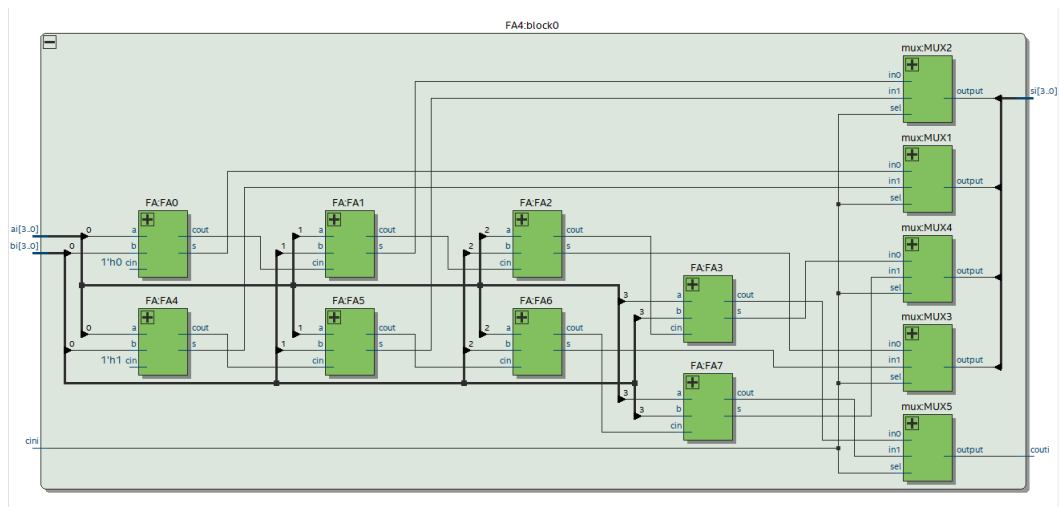 FA4:block0
mux:MUX2
in0
in1 output
sel
si[3..0]
mux:MUX1
in0
in1 output
sel
FA:FA0 FA:FA1 FA:FA2
ai[3..0] 0 a cout 1 a cout 2 a cout
bi[3..0] 0 b s 1 b s 2 b s
1'h0 cin cin cin
mux:MUX4
in0
in1 output
sel
FA:FA3
3 a cout
3 b s
cin
FA:FA4 FA:FA5 FA:FA6
0 a cout 1 a cout 2 a cout
0 b s 1 b s 2 b s
1'h1 cin cin cin
mux:MUX3
in0
in1 output
sel
FA:FA7
3 a cout
3 b s
cin
mux:MUX5
in0
in1 output
sel
cini
couti